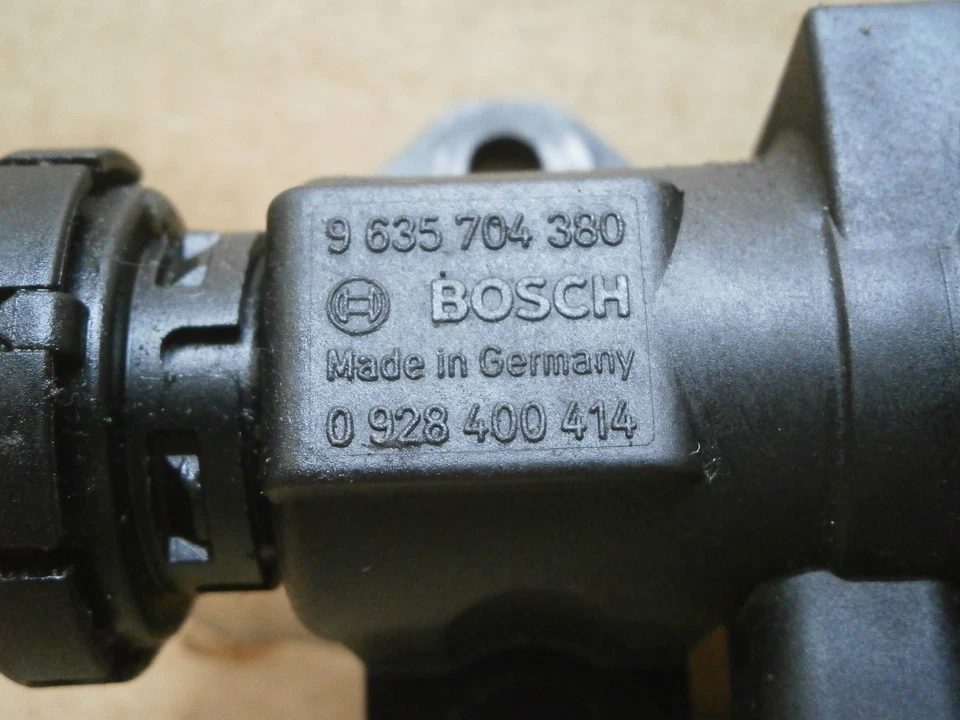 9 635 704 380
BOSCH
Made in Germany
0 928 400 414